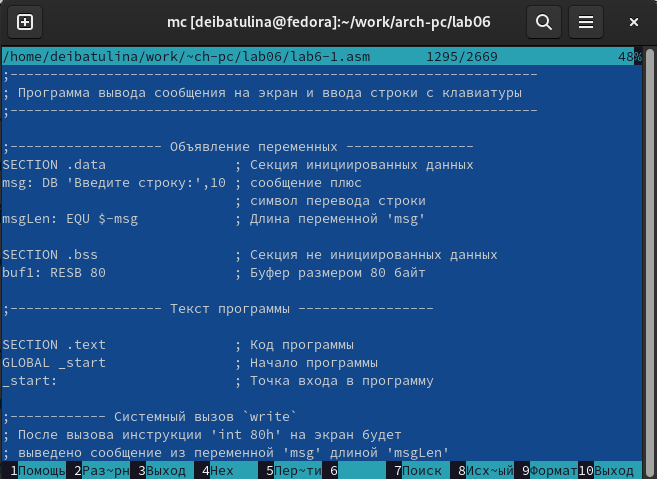 mc [deibatulina@fedora]:~/work/arch-pc/lab06
/home/deibatulina/work/~ch-pc/lab06/lab6-1.asm 1295/2669 48%
;------------------------------------------------------------------
; Программа вывода сообщения на экран и ввода строки с клавиатуры
;------------------------------------------------------------------
;------------------- Объявление переменных ----------------
SECTION .data ; Секция инициированных данных
msg: DB 'Введите строку:',10 ; сообщение плюс
; символ перевода строки
msgLen: EQU $-msg ; Длина переменной 'msg'
SECTION .bss ; Секция не инициированных данных
buf1: RESB 80 ; Буфер размером 80 байт
;------------------- Текст программы -----------------
SECTION .text ; Код программы
GLOBAL _start ; Начало программы
_start: ; Точка входа в программу
;------------ Системный вызов `write`
; После вызова инструкции 'int 80h' на экран будет
; выведено сообщение из переменной 'msg' длиной 'msgLen'
1Помощь 2Раз~рн 3Выход 4Hex 5Пер~ти 6 7Поиск 8Исх~ый 9Формат 10Выход